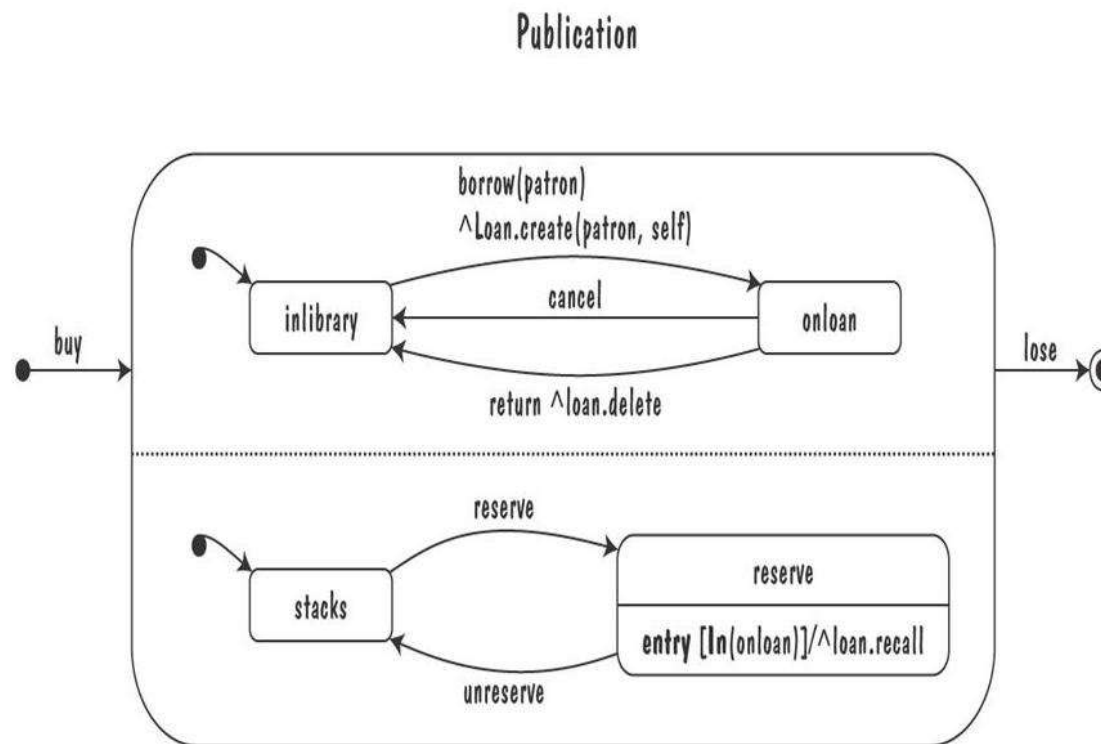 Publication
borrow(patron)
^Loan.create(patron, self)
inlibrary
cancel
onloan
buy
lose
return ^loan.delete
reserve
reserve
stacks
entry [In(onloan)]/^loan.recall
unreserve